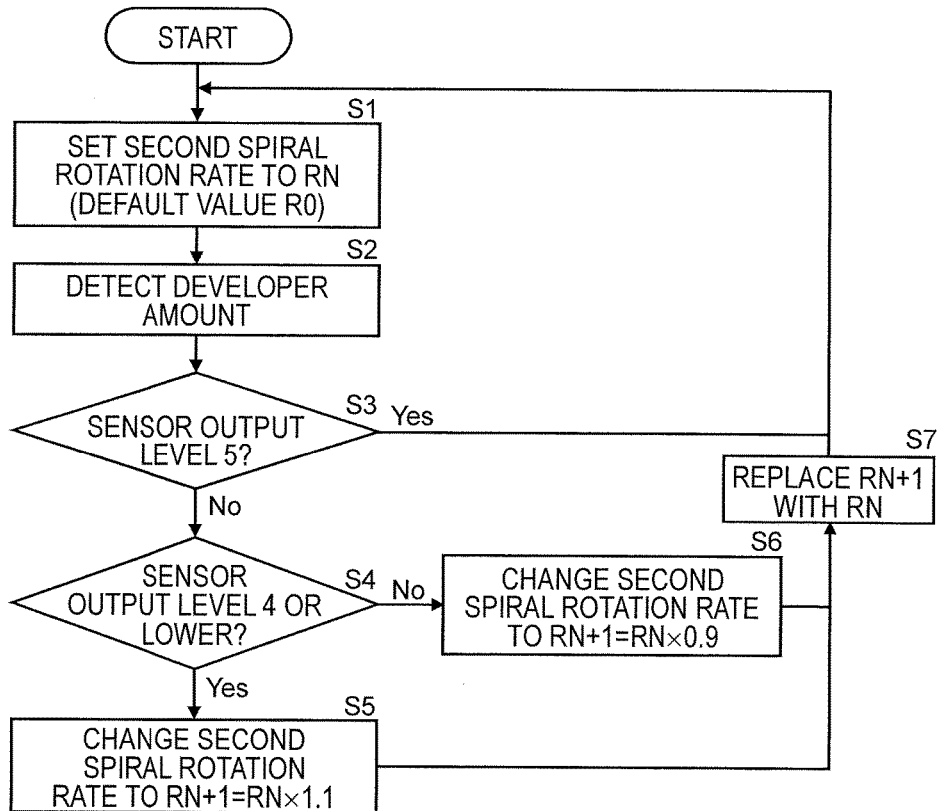 START
S1
SET SECOND SPIRAL
ROTATION RATE TO RN
(DEFAULT VALUE R0)
S2
DETECT DEVELOPER
AMOUNT
S3
SENSOR OUTPUT
LEVEL 5?
Yes
No
S7
REPLACE RN+1
WITH RN
S4
SENSOR
OUTPUT LEVEL 4 OR
LOWER?
No
Yes
S6
CHANGE SECOND
SPIRAL ROTATION RATE
TO RN+1=RN×0.9
S5
CHANGE SECOND
SPIRAL ROTATION
RATE TO RN+1=RN×1.1